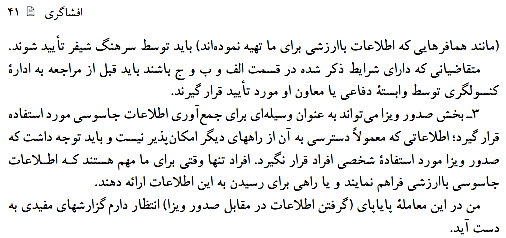 افشاگری 41
(مانند همافرهایی که اطلاعات باارزشی برای ما تهیه نموده‌اند) باید توسط سرهنگ شیفر تأیید شوند.
متقاضیانی که دارای شرایط ذکر شده در قسمت الف و ب و ج باشند باید قبل از مراجعه به ادارهٔ
کنسولگری توسط وابستهٔ دفاعی یا معاون او مورد تأیید قرار گیرند.
۳ـ بخش صدور ویزا می‌تواند به عنوان وسیله‌ای برای جمع‌آوری اطلاعات جاسوسی مورد استفاده
قرار گیرد؛ اطلاعاتی که معمولاً دسترسی به آن از راههای دیگر امکان‌پذیر نیست و باید توجه داشت که
صدور ویزا مورد استفادهٔ شخصی افراد قرار نگیرد. افراد تنها وقتی برای ما مهم هستند کـه اطـلاعات
جاسوسی باارزشی فراهم نمایند و یا راهی برای رسیدن به این اطلاعات ارائه دهند.
من در این معاملهٔ پایاپای (گرفتن اطلاعات در مقابل صدور ویزا) انتظار دارم گزارشهای مفیدی به
دست آید.